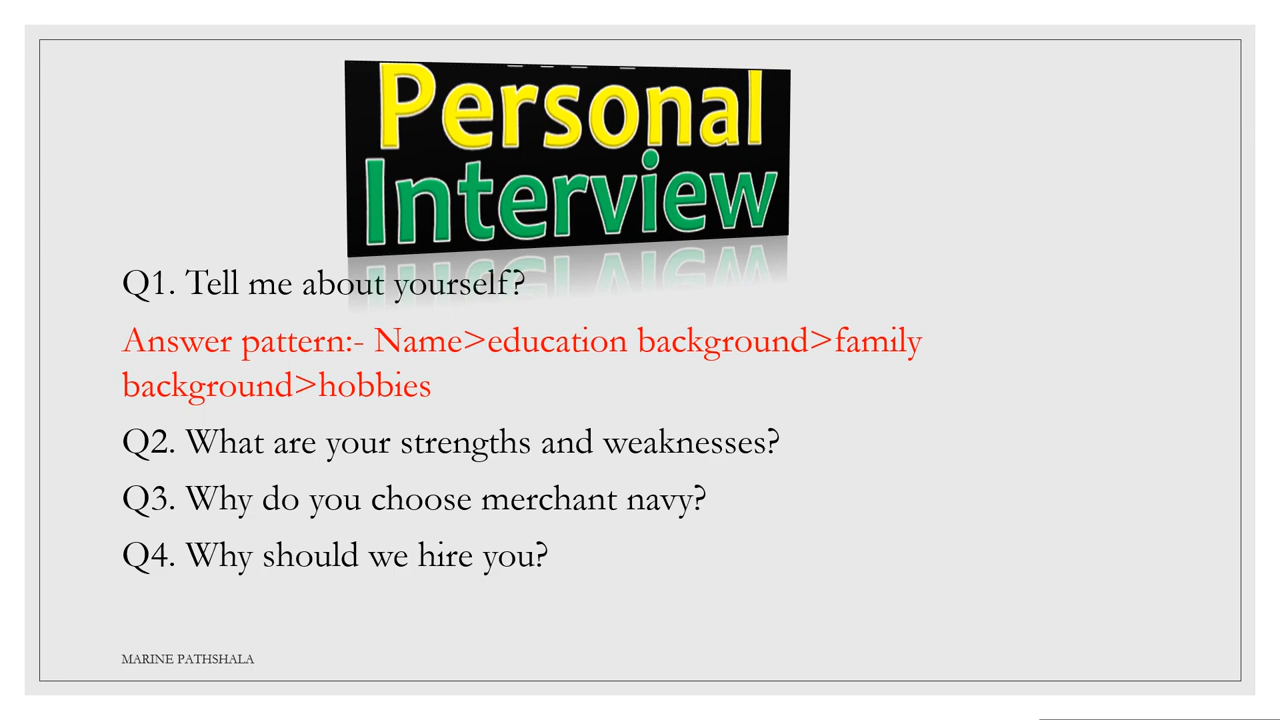 Personal
Interview
Q1. Tell me about yourself?
Answer pattern:- Name>education background>family
background>hobbies
Q2. What are your strengths and weaknesses?
Q3. Why do you choose merchant navy?
Q4. Why should we hire you?
MARINE PATHSHALA